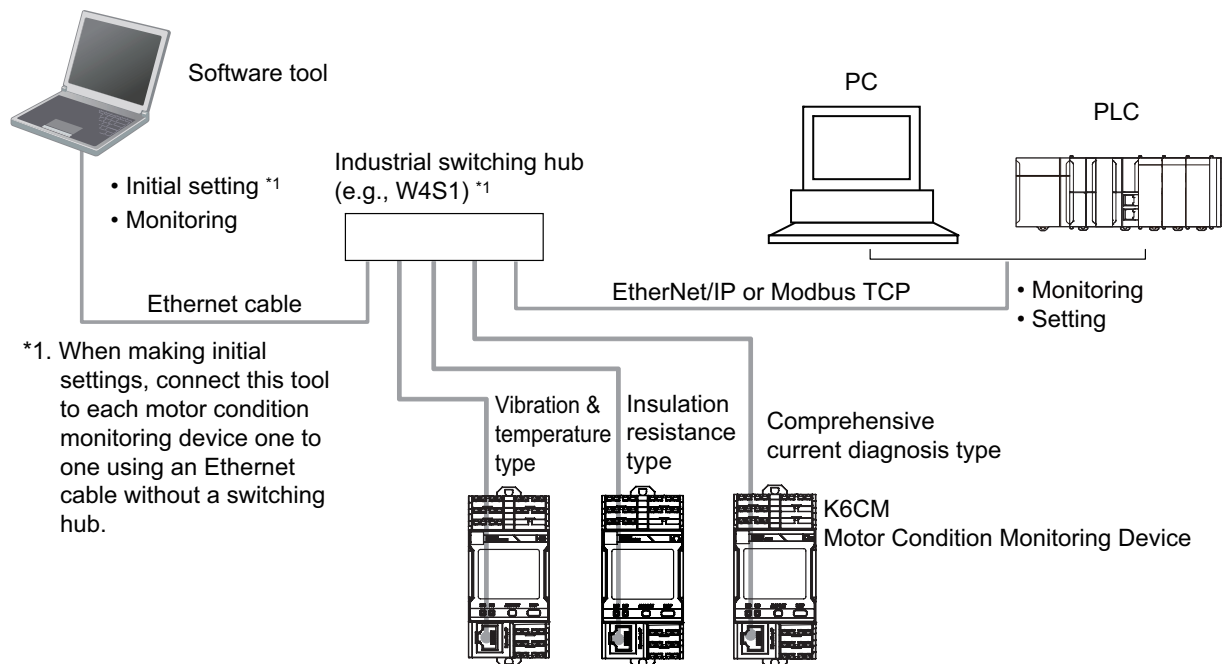 Software tool
PC
PLC
• Initial setting *1
• Monitoring
Industrial switching hub
(e.g., W4S1) *1
Ethernet cable
EtherNet/IP or Modbus TCP
• Monitoring
• Setting
*1. When making initial
settings, connect this tool
to each motor condition
monitoring device one to
one using an Ethernet
cable without a switching
hub.
Vibration &
temperature
type
Insulation
resistance
type
Comprehensive
current diagnosis type
K6CM
Motor Condition Monitoring Device